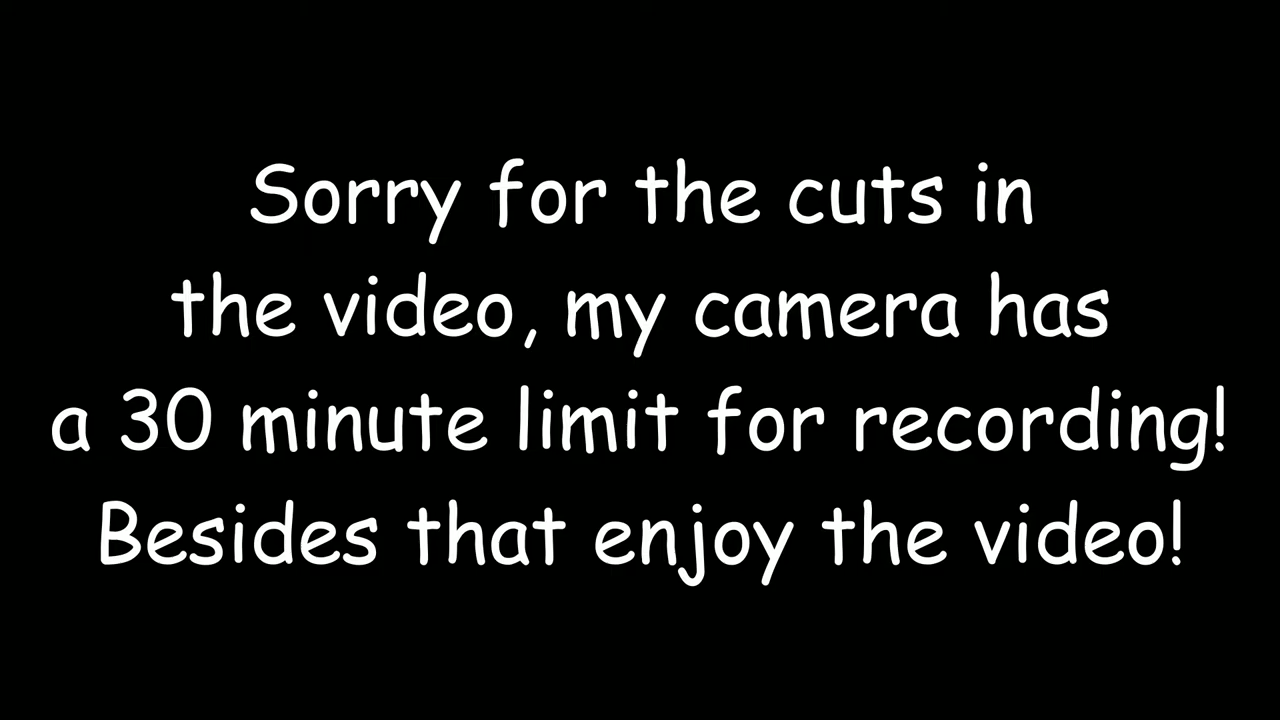 Sorry for the cuts in
the video, my camera has
a 30 minute limit for recording!
Besides that enjoy the video!